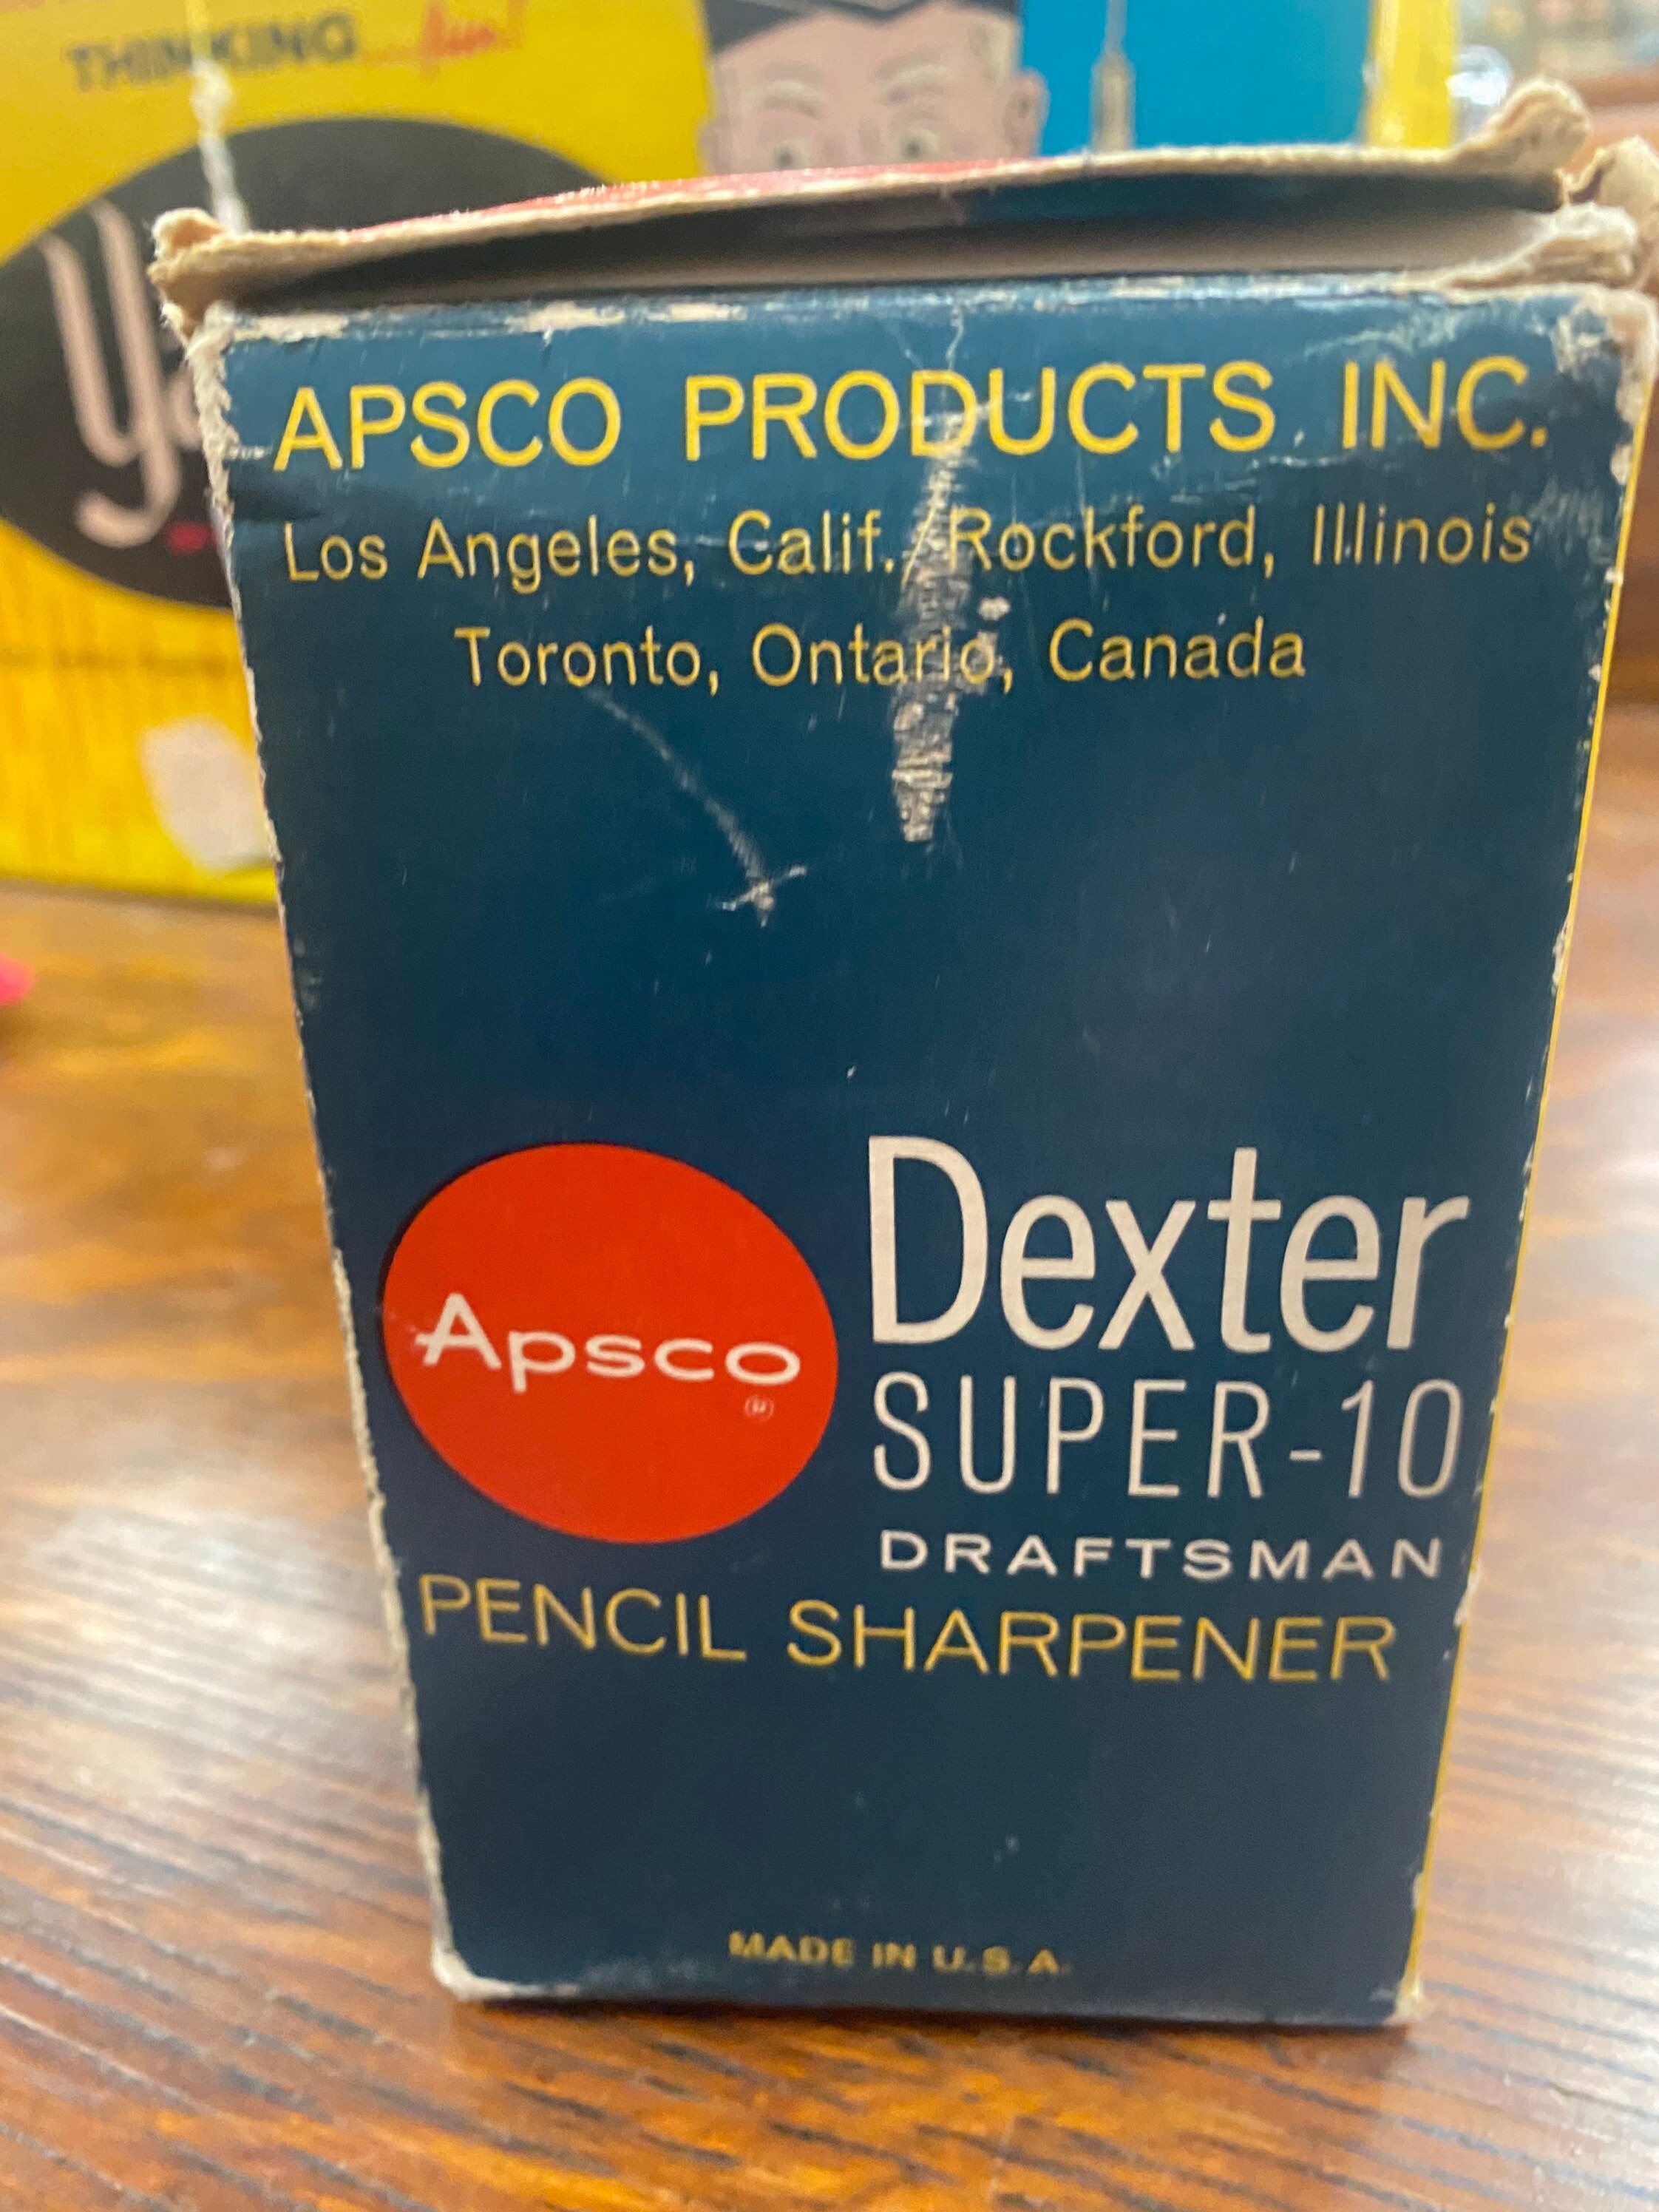 THINKING...fun!
APSCO PRODUCTS INC.
Los Angeles, Calif./Rockford, Illinois
Toronto, Ontario, Canada
Apsco
®
Dexter
SUPER-10
DRAFTSMAN
PENCIL SHARPENER
MADE IN U.S.A.